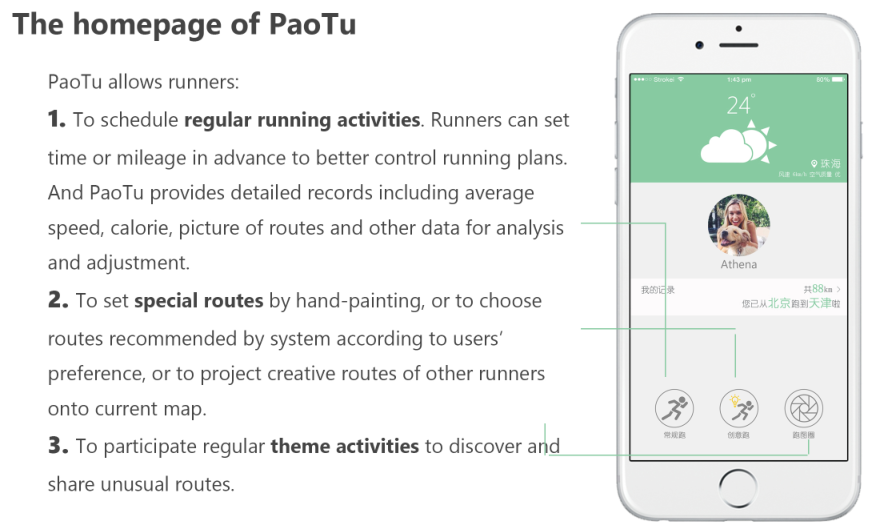 The homepage of PaoTu
PaoTu allows runners:
1. To schedule regular running activities. Runners can set
time or mileage in advance to better control running plans.
And PaoTu provides detailed records including average
speed, calorie, picture of routes and other data for analysis
and adjustment.
2. To set special routes by hand-painting, or to choose
routes recommended by system according to users'
preference, or to project creative routes of other runners
onto current map.
3. To participate regular theme activities to discover and
share unusual routes.
1:43 pm
80%
24°
珠海
风速 4km/h 空气质量 优
Athena
我的记录 共88km >
您已从北京跑到天津啦
常规跑 创意跑 跑图圈